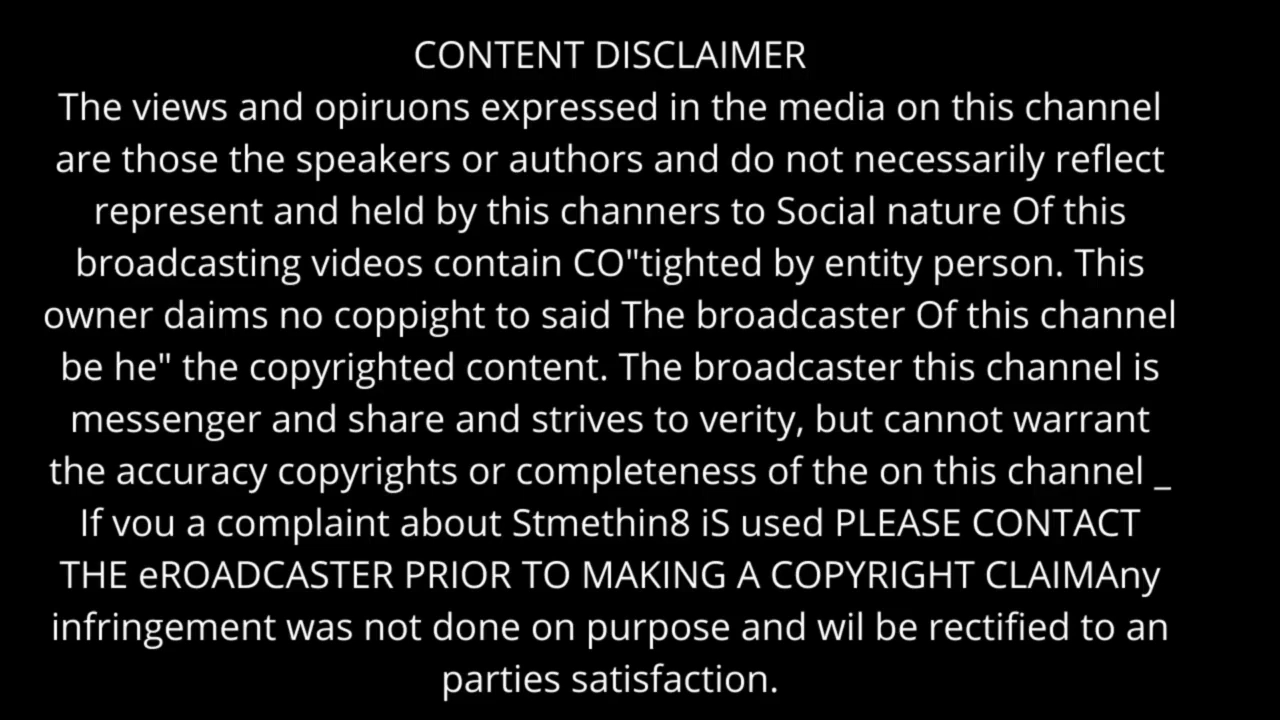 CONTENT DISCLAIMER
The views and opiruons expressed in the media on this channel
are those the speakers or authors and do not necessarily reflect
represent and held by this channers to Social nature Of this
broadcasting videos contain CO"tighted by entity person. This
owner daims no coppight to said The broadcaster Of this channel
be he" the copyrighted content. The broadcaster this channel is
messenger and share and strives to verity, but cannot warrant
the accuracy copyrights or completeness of the on this channel _
If vou a complaint about Stmethin8 iS used PLEASE CONTACT
THE eROADCASTER PRIOR TO MAKING A COPYRIGHT CLAIMAny
infringement was not done on purpose and wil be rectified to an
parties satisfaction.